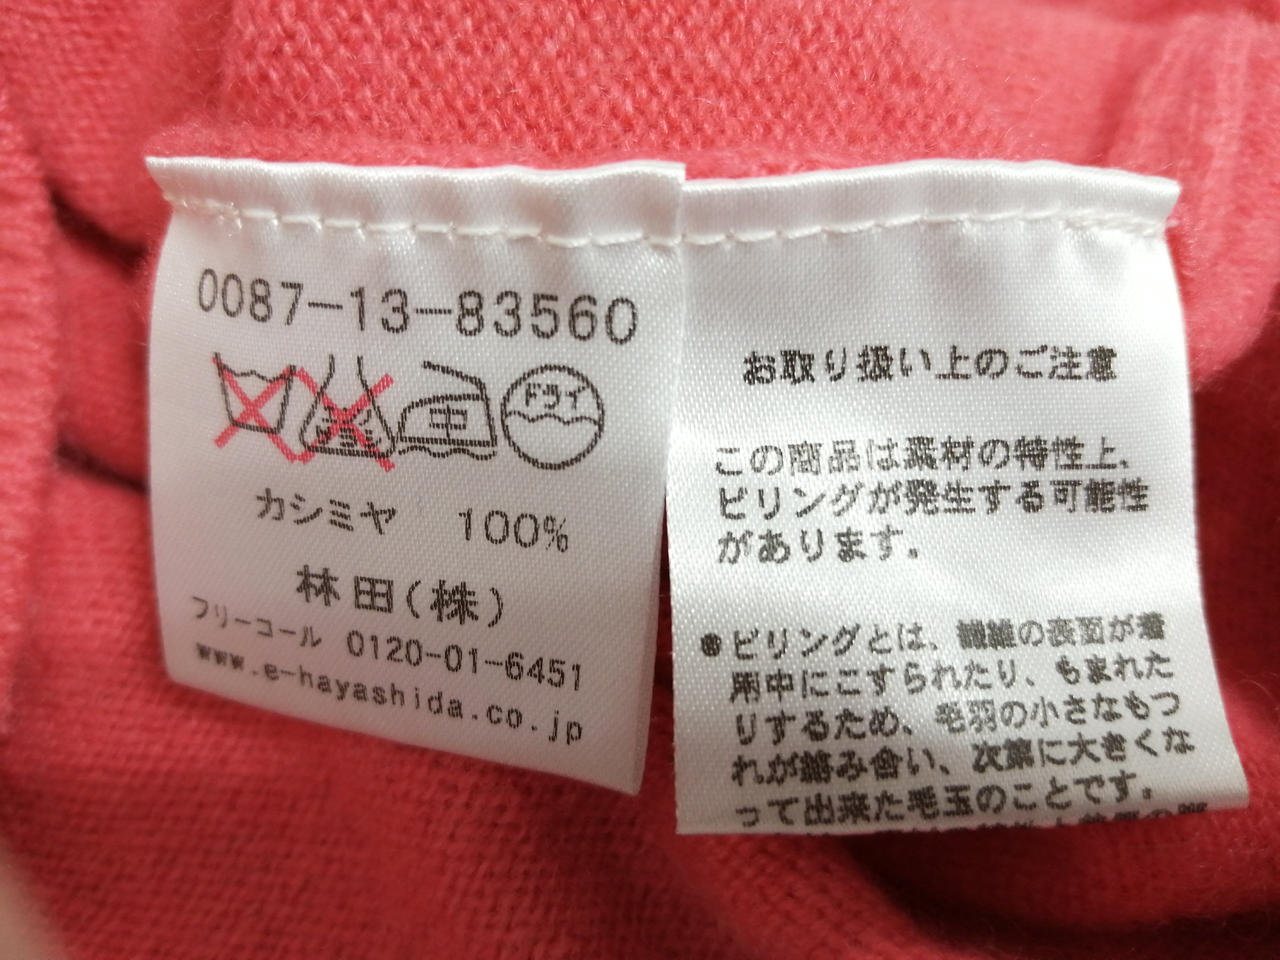 0087-13-83560
中
ドライ
カシミヤ 100%
林田(株)
フリーコール 0120-01-6451
www.e-hayashida.co.jp
お取り扱い上のご注意
この商品は素材の特性上、
ピリングが発生する可能性
があります。
●ピリングとは、繊維の表面が着
用中にこすられたり、もまれた
りするため、毛羽の小さなもつ
れが絡み合い、次第に大きくな
って出来た毛玉のことです。